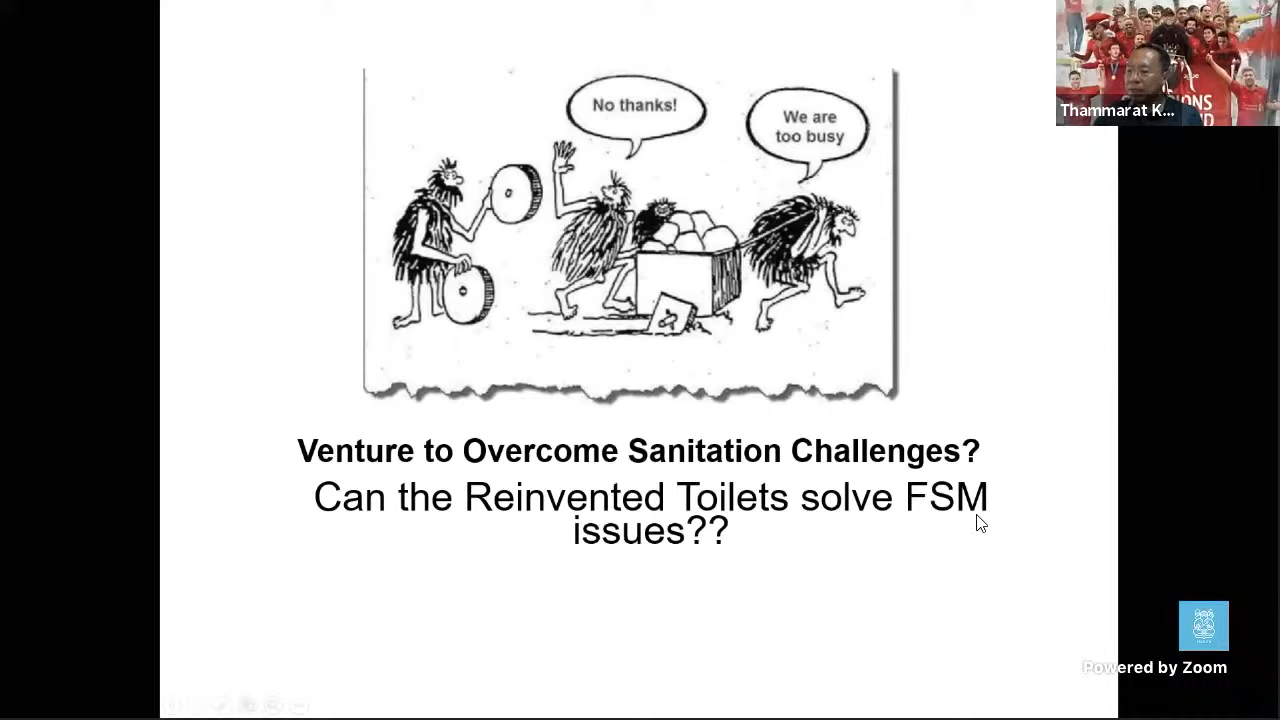 No thanks!
We are
too busy
Venture to Overcome Sanitation Challenges?
Can the Reinvented Toilets solve FSM
issues??
Thammarat K...
Powered by Zoom